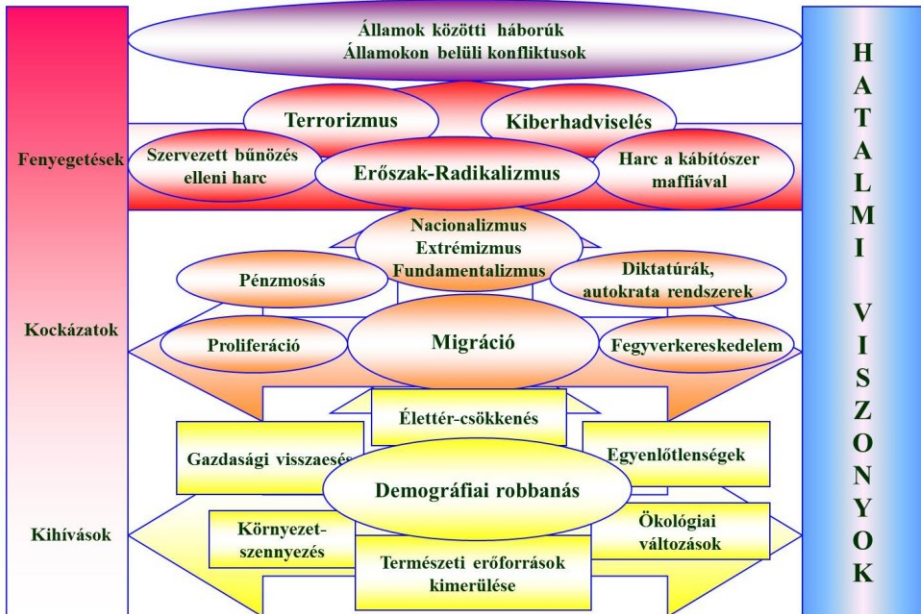 Államok közötti háborúk
Államokon belüli konfliktusok
Fenyegetések
Terrorizmus
Kiberhadviselés
Szervezett bűnözés
elleni harc
Erőszak-Radikalizmus
Harc a kábítószer
maffiával
Kockázatok
Nacionalizmus
Extrémizmus
Fundamentalizmus
Pénzmosás
Diktatúrák,
autokrata rendszerek
Proliferáció
Migráció
Fegyverkereskedelem
Kihívások
Élettér-csökkenés
Gazdasági visszaesés
Egyenlőtlenségek
Demográfiai robbanás
Környezet-
szennyezés
Ökológiai
változások
Természeti erőforrások
kimerülése
HATALMI VISZONYOK